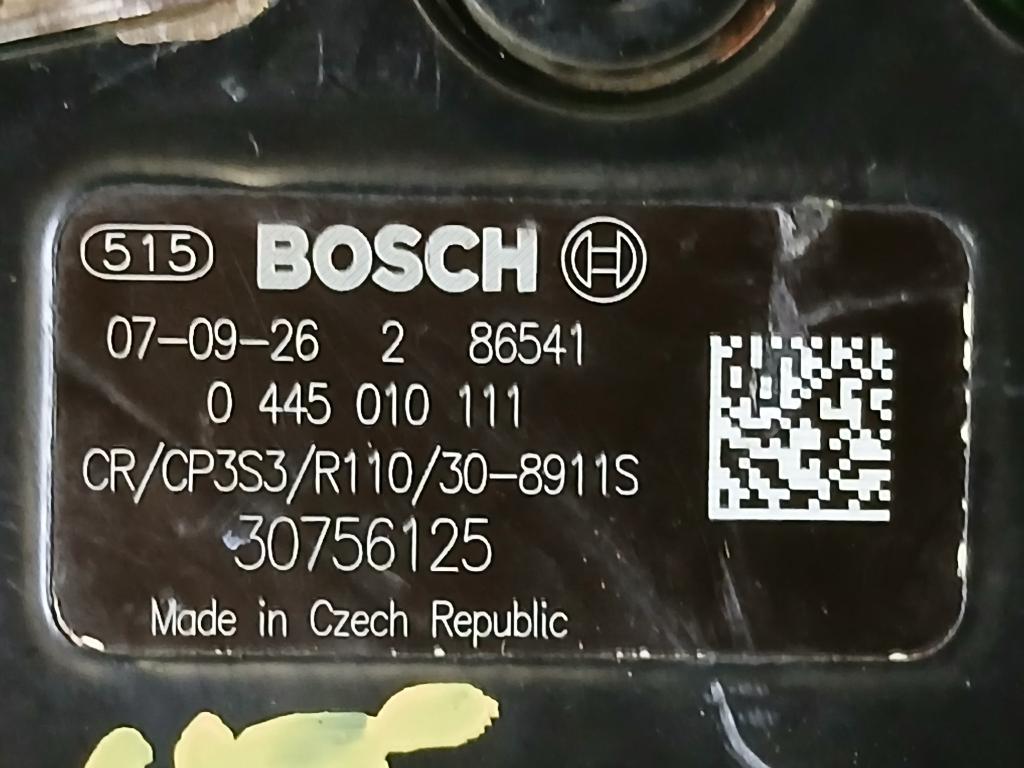 515 BOSCH
07-09-26 2 86541
0 445 010 111
CR/CP3S3/R110/30-8911S
30756125
Made in Czech Republic